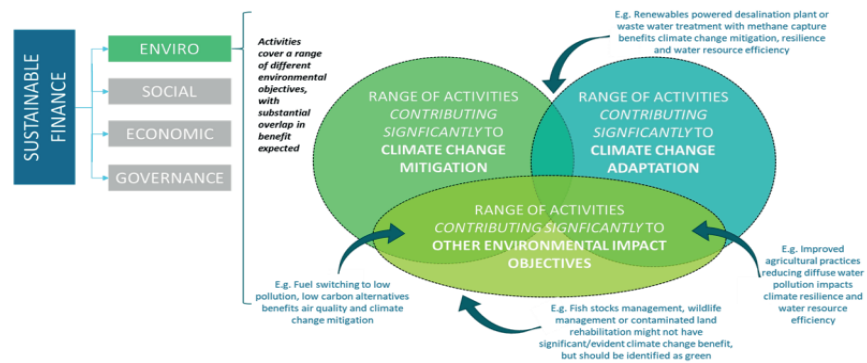 SUSTAINABLE
FINANCE
ENVIRO
SOCIAL
ECONOMIC
GOVERNANCE
Activities
cover a range
of different
environmental
objectives,
with
substantial
overlap in
benefit
expected
E.g. Renewables powered desalination plant or
waste water treatment with methane capture
benefits climate change mitigation, resilience
and water resource efficiency
RANGE OF ACTIVITIES
CONTRIBUTING
SIGNFICANTLY TO
CLIMATE CHANGE
MITIGATION
RANGE OF ACTIVITIES
CONTRIBUTING
SIGNFICANTLY TO
CLIMATE CHANGE
ADAPTATION
RANGE OF ACTIVITIES
CONTRIBUTING SIGNFICANTLY TO
OTHER ENVIRONMENTAL IMPACT
OBJECTIVES
E.g. Fuel switching to low
pollution, low carbon alternatives
benefits air quality and climate
change mitigation
E.g. Fish stocks management, wildlife
management or contaminated land
rehabilitation might not have
significant/evident climate change benefit,
but should be identified as green
E.g. Improved
agricultural practices
reducing diffuse water
pollution impacts
climate resilience and
water resource
efficiency